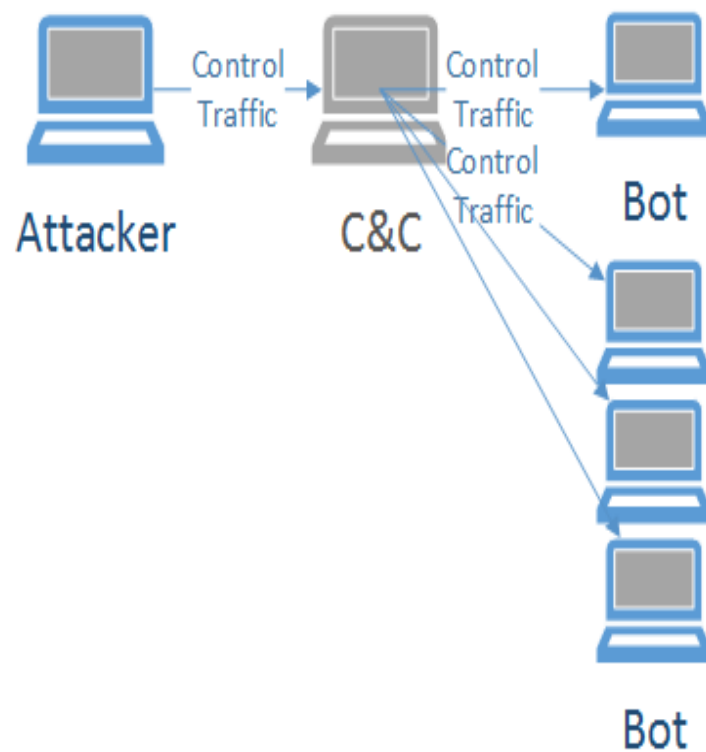 Control
Traffic
Control
Traffic
Control
Traffic
Attacker
C&C
Bot
Bot